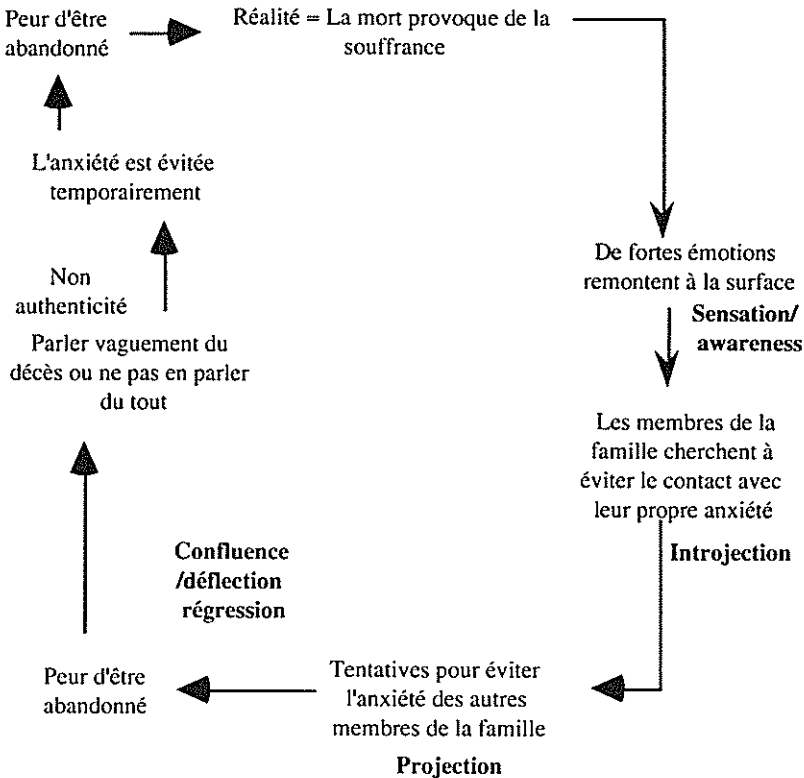 Peur d'être
abandonné
Réalité = La mort provoque de la
souffrance
De fortes émotions
remontent à la surface
Sensation/
awareness
Les membres de la
famille cherchent à
éviter le contact avec
leur propre anxiété
Introjection
Tentatives pour éviter
l'anxiété des autres
membres de la famille
Projection
Peur d'être
abandonné
Confluence
/déflection
régression
Parler vaguement du
décès ou ne pas en parler
du tout
Non
authenticité
L'anxiété est évitée
temporairement